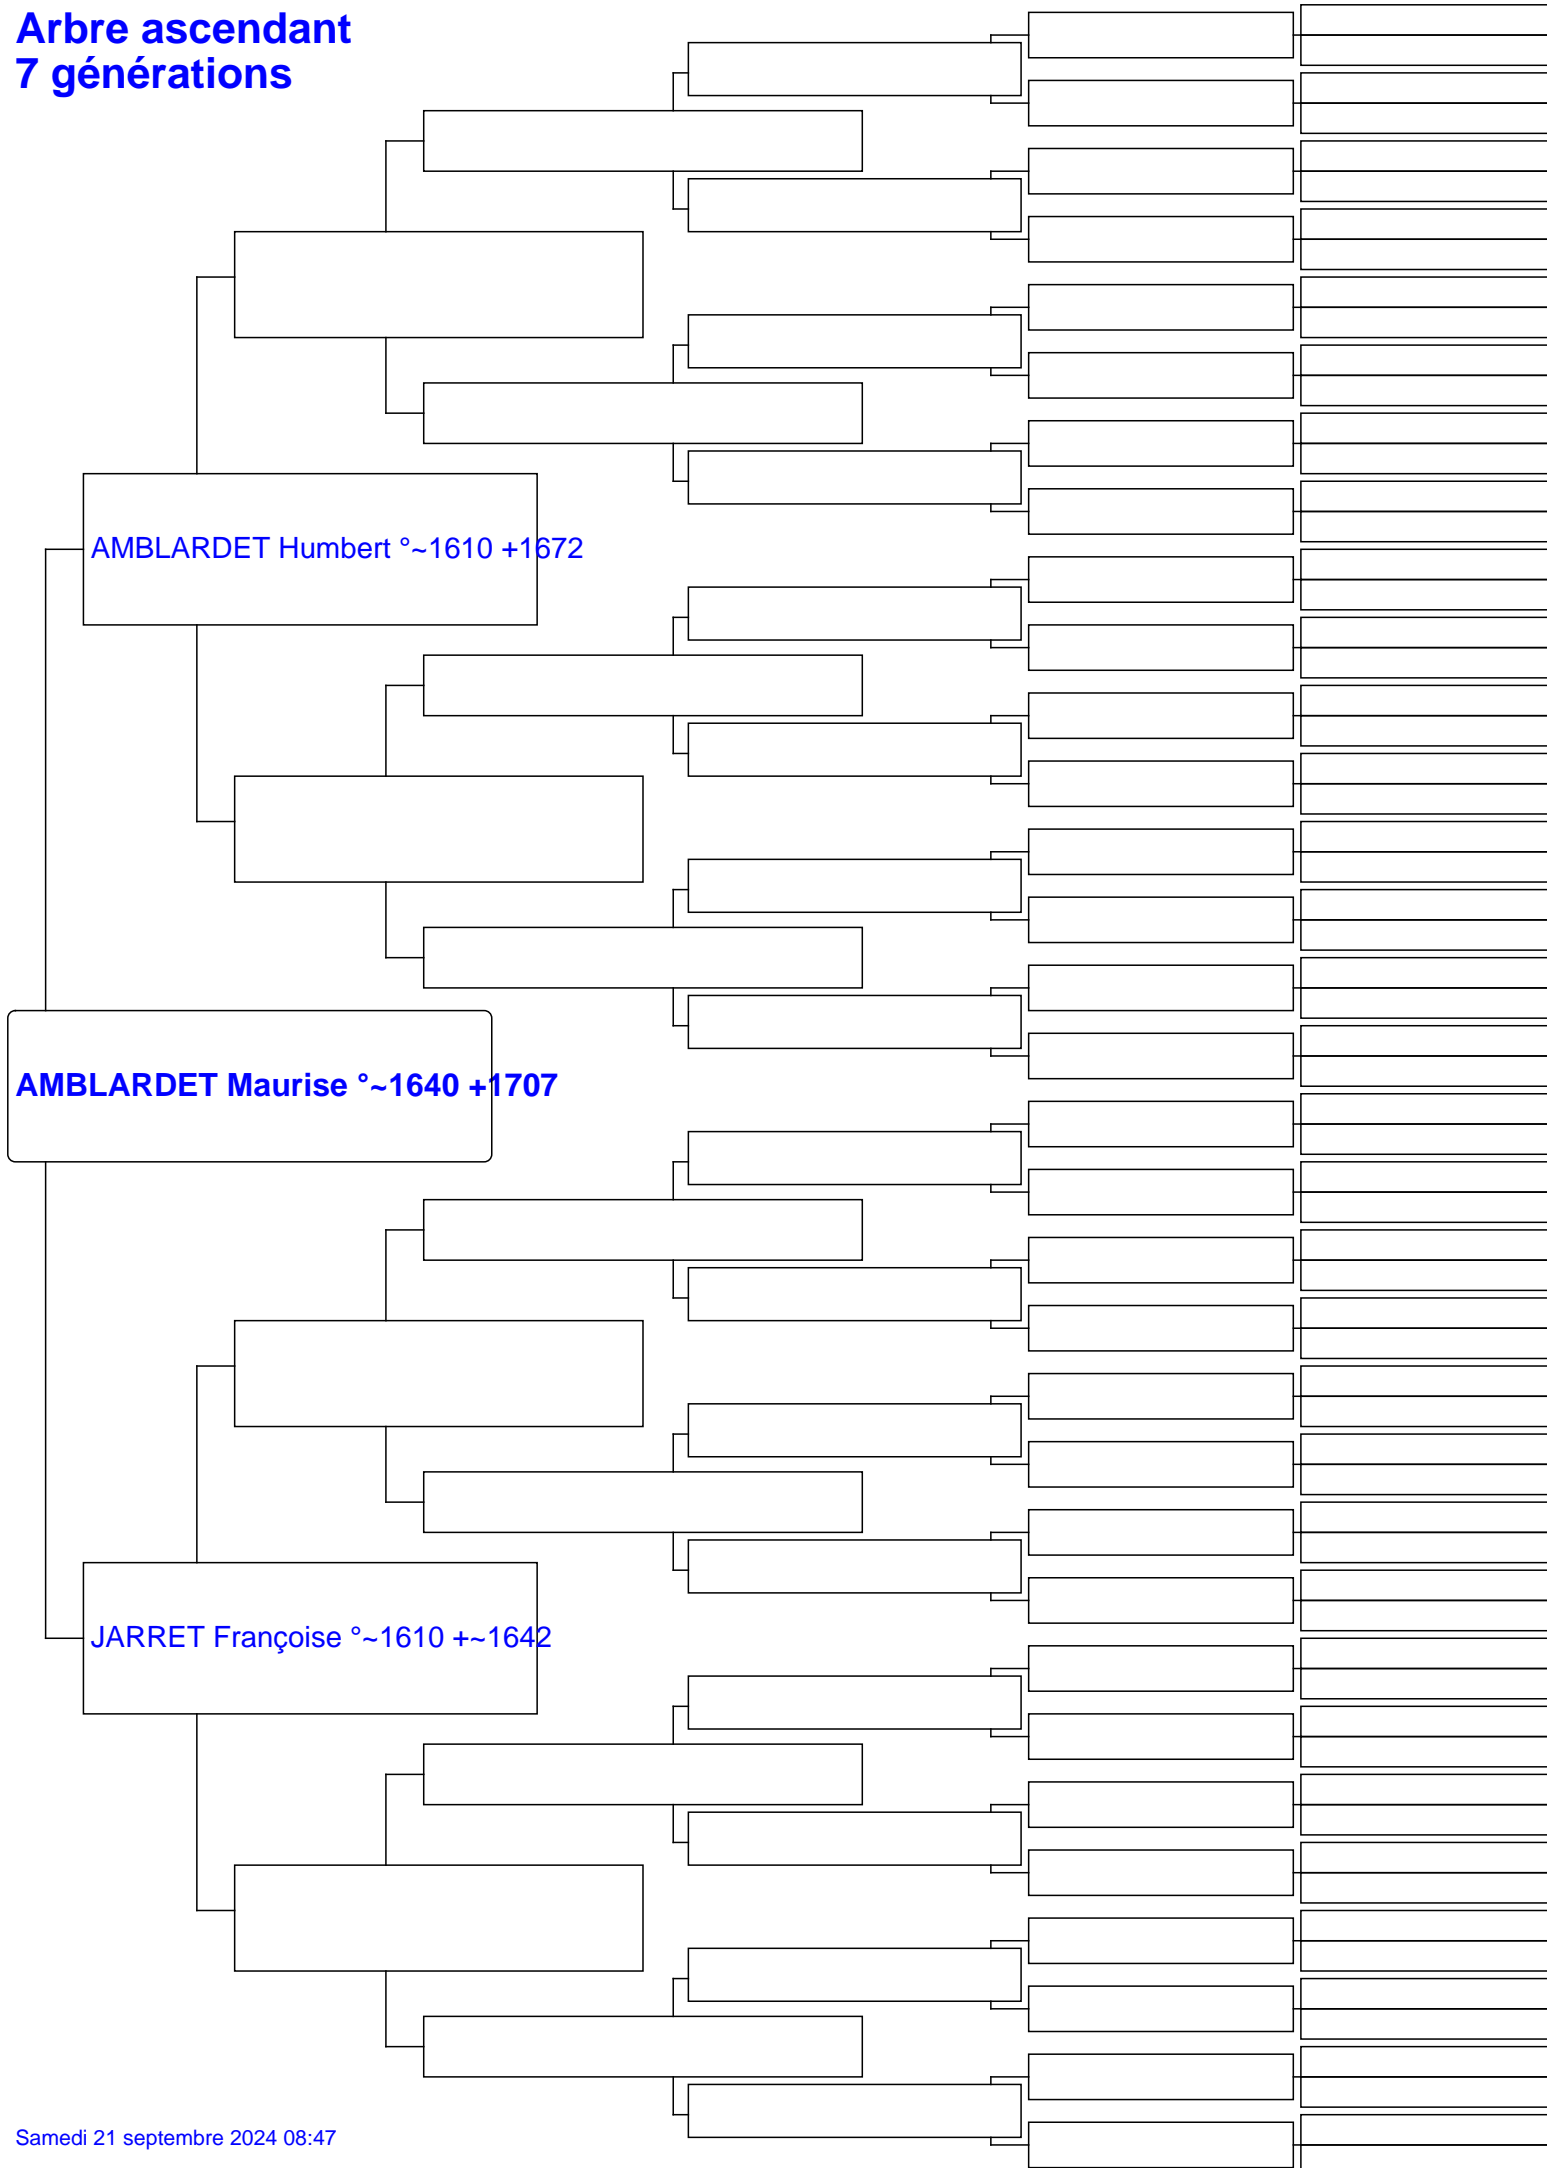 Arbre ascendant
7 générations
AMBLARDET Humbert °~1610 +1672
AMBLARDET Maurise °~1640 +1707
JARRET Françoise °~1610 +~1642
Samedi 21 septembre 2024 08:47